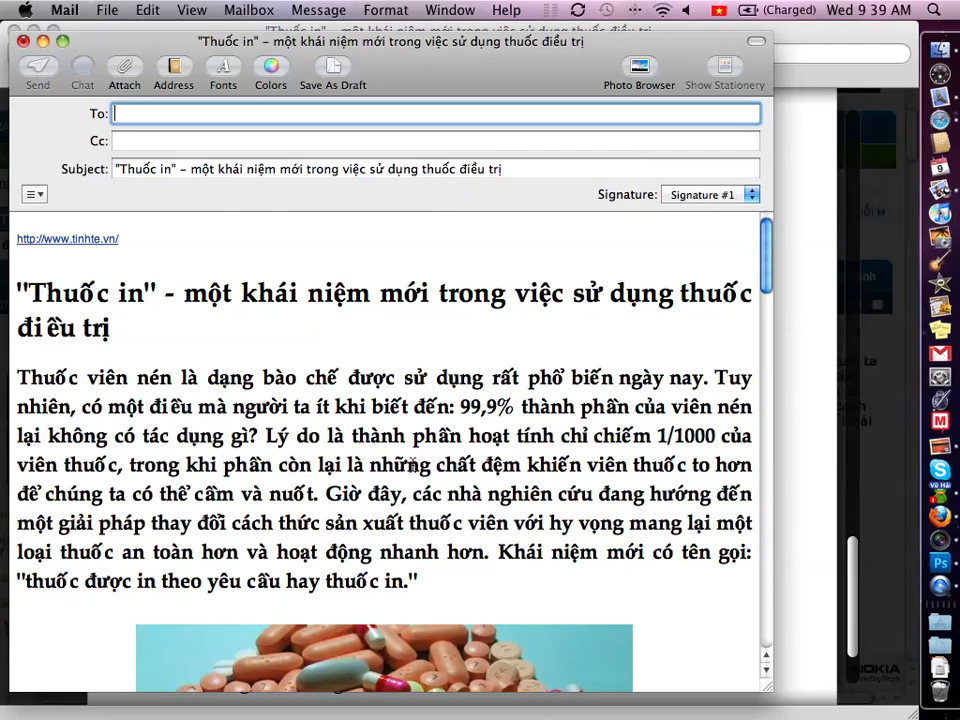 Mail File Edit View Mailbox Message Format Window Help (Charged) Wed 9 39 AM
"Thuốc in" – một khái niệm mới trong việc sử dụng thuốc điều trị
Send Chat Attach Address Fonts Colors Save As Draft Photo Browser Show Stationery
To:
Cc:
Subject: "Thuốc in" – một khái niệm mới trong việc sử dụng thuốc điều trị
Signature: Signature #1
http://www.tinhte.vn/
"Thuốc in" - một khái niệm mới trong việc sử dụng thuốc
điều trị
Thuốc viên nén là dạng bào chế được sử dụng rất phổ biến ngày nay. Tuy
nhiên, có một điều mà người ta ít khi biết đến: 99,9% thành phần của viên nén
lại không có tác dụng gì? Lý do là thành phần hoạt tính chỉ chiếm 1/1000 của
viên thuốc, trong khi phần còn lại là những chất đệm khiến viên thuốc to hơn
để chúng ta có thể cầm và nuốt. Giờ đây, các nhà nghiên cứu đang hướng đến
một giải pháp thay đổi cách thức sản xuất thuốc viên với hy vọng mang lại một
loại thuốc an toàn hơn và hoạt động nhanh hơn. Khái niệm mới có tên gọi:
"thuốc được in theo yêu cầu hay thuốc in."
NOKIA